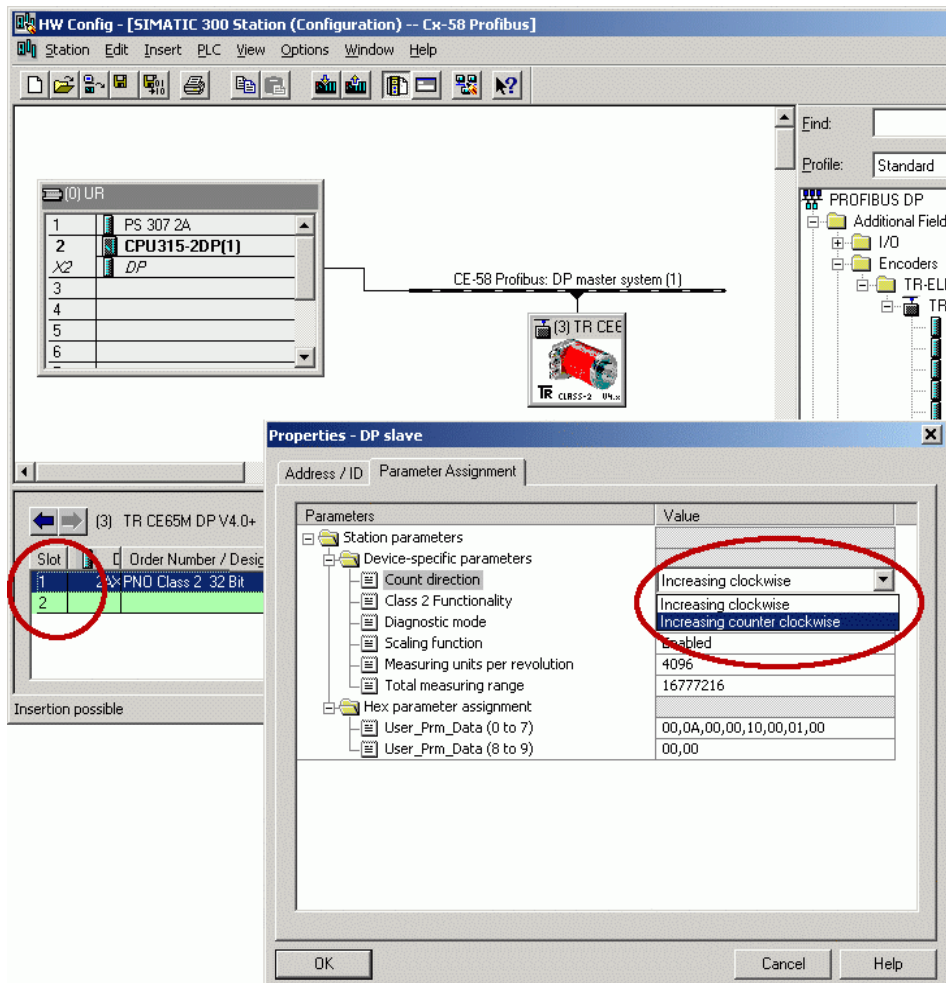 HW Config - [SIMATIC 300 Station (Configuration) -- Cx-58 Profibus]
Station Edit Insert PLC View Options Window Help
Find:
Profile: Standard
(0) UR
1 PS 307 2A
2 CPU315-2DP(1)
X2 DP
3
4
5
6
CE-58 Profibus: DP master system (1)
(3) TR CEE
TR CLASS-2 V4.x
PROFIBUS DP
Additional Field
I/O
Encoders
TR-ELE
TR
(3) TR CE65M DP V4.0+
Slot D Order Number / Desig
1 2AX PNO Class 2 32 Bit
2
Insertion possible
Properties - DP slave
Address / ID Parameter Assignment
Parameters Value
Station parameters
Device-specific parameters
Count direction Increasing clockwise
Class 2 Functionality Increasing clockwise
Diagnostic mode Increasing counter clockwise
Scaling function Enabled
Measuring units per revolution 4096
Total measuring range 16777216
Hex parameter assignment
User_Prm_Data (0 to 7) 00,0A,00,00,10,00,01,00
User_Prm_Data (8 to 9) 00,00
OK Cancel Help